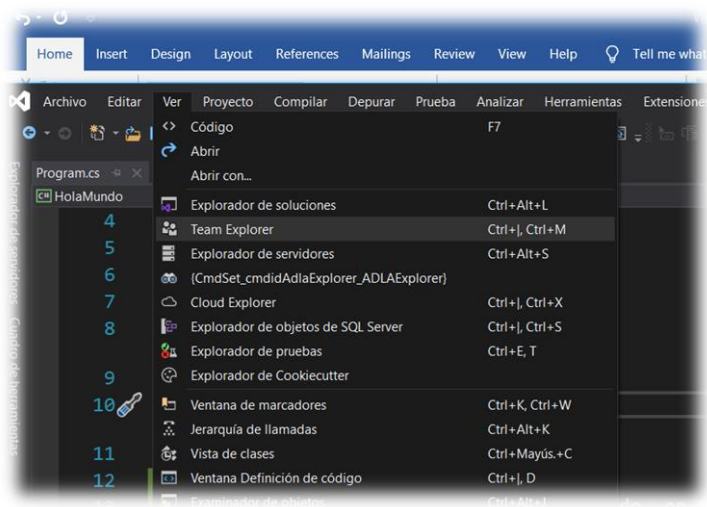 Home Insert Design Layout References Mailings Review View Help Tell me what
Archivo Editar Ver Proyecto Compilar Depurar Prueba Analizar Herramientas Extensione
Código F7
Abrir
Abrir con...
Program.cs
C# HolaMundo
Explorador de soluciones Ctrl+Alt+L
4
Team Explorer Ctrl+|, Ctrl+M
5
Explorador de servidores Ctrl+Alt+S
6
{CmdSet_cmdidAdlaExplorer_ADLAExplorer}
7
Cloud Explorer Ctrl+|, Ctrl+X
8
Explorador de objetos de SQL Server Ctrl+|, Ctrl+S
Explorador de pruebas Ctrl+E, T
9
Explorador de Cookiecutter
10
Ventana de marcadores Ctrl+K, Ctrl+W
Jerarquía de llamadas Ctrl+Alt+K
11
Vista de clases Ctrl+Mayús.+C
12
Ventana Definición de código Ctrl+|, D
Examinador de objetos Ctrl+Alt+J
Explorador de servidores
Cuadro de herramientas